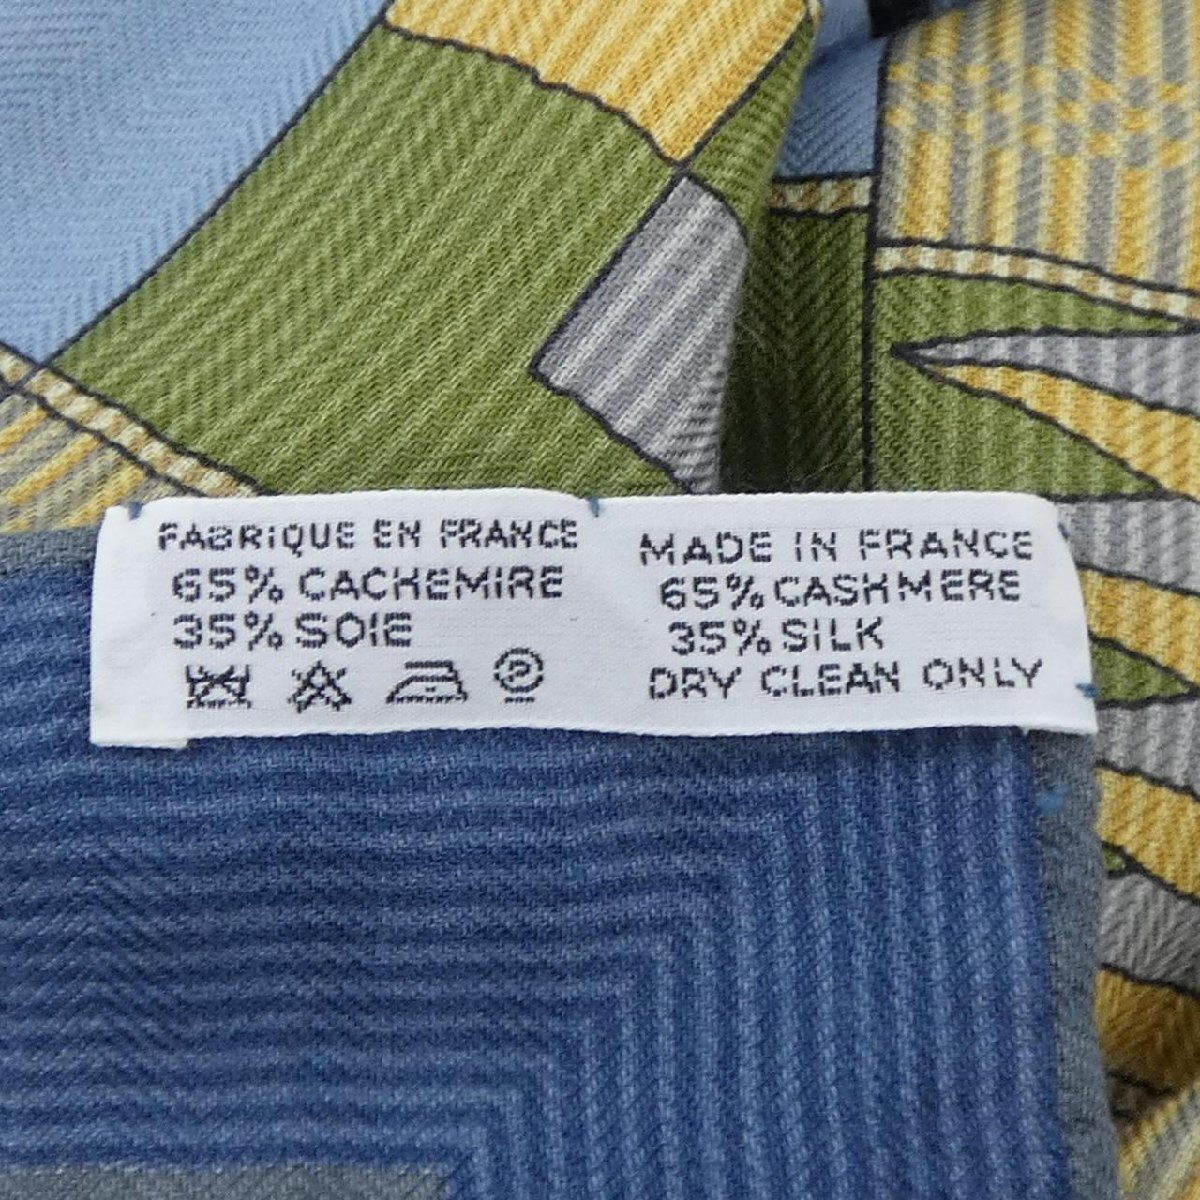 FABRIQUE EN FRANCE
65% CACHEMIRE
35% SOIE
P
MADE IN FRANCE
65% CASHMERE
35% SILK
DRY CLEAN ONLY